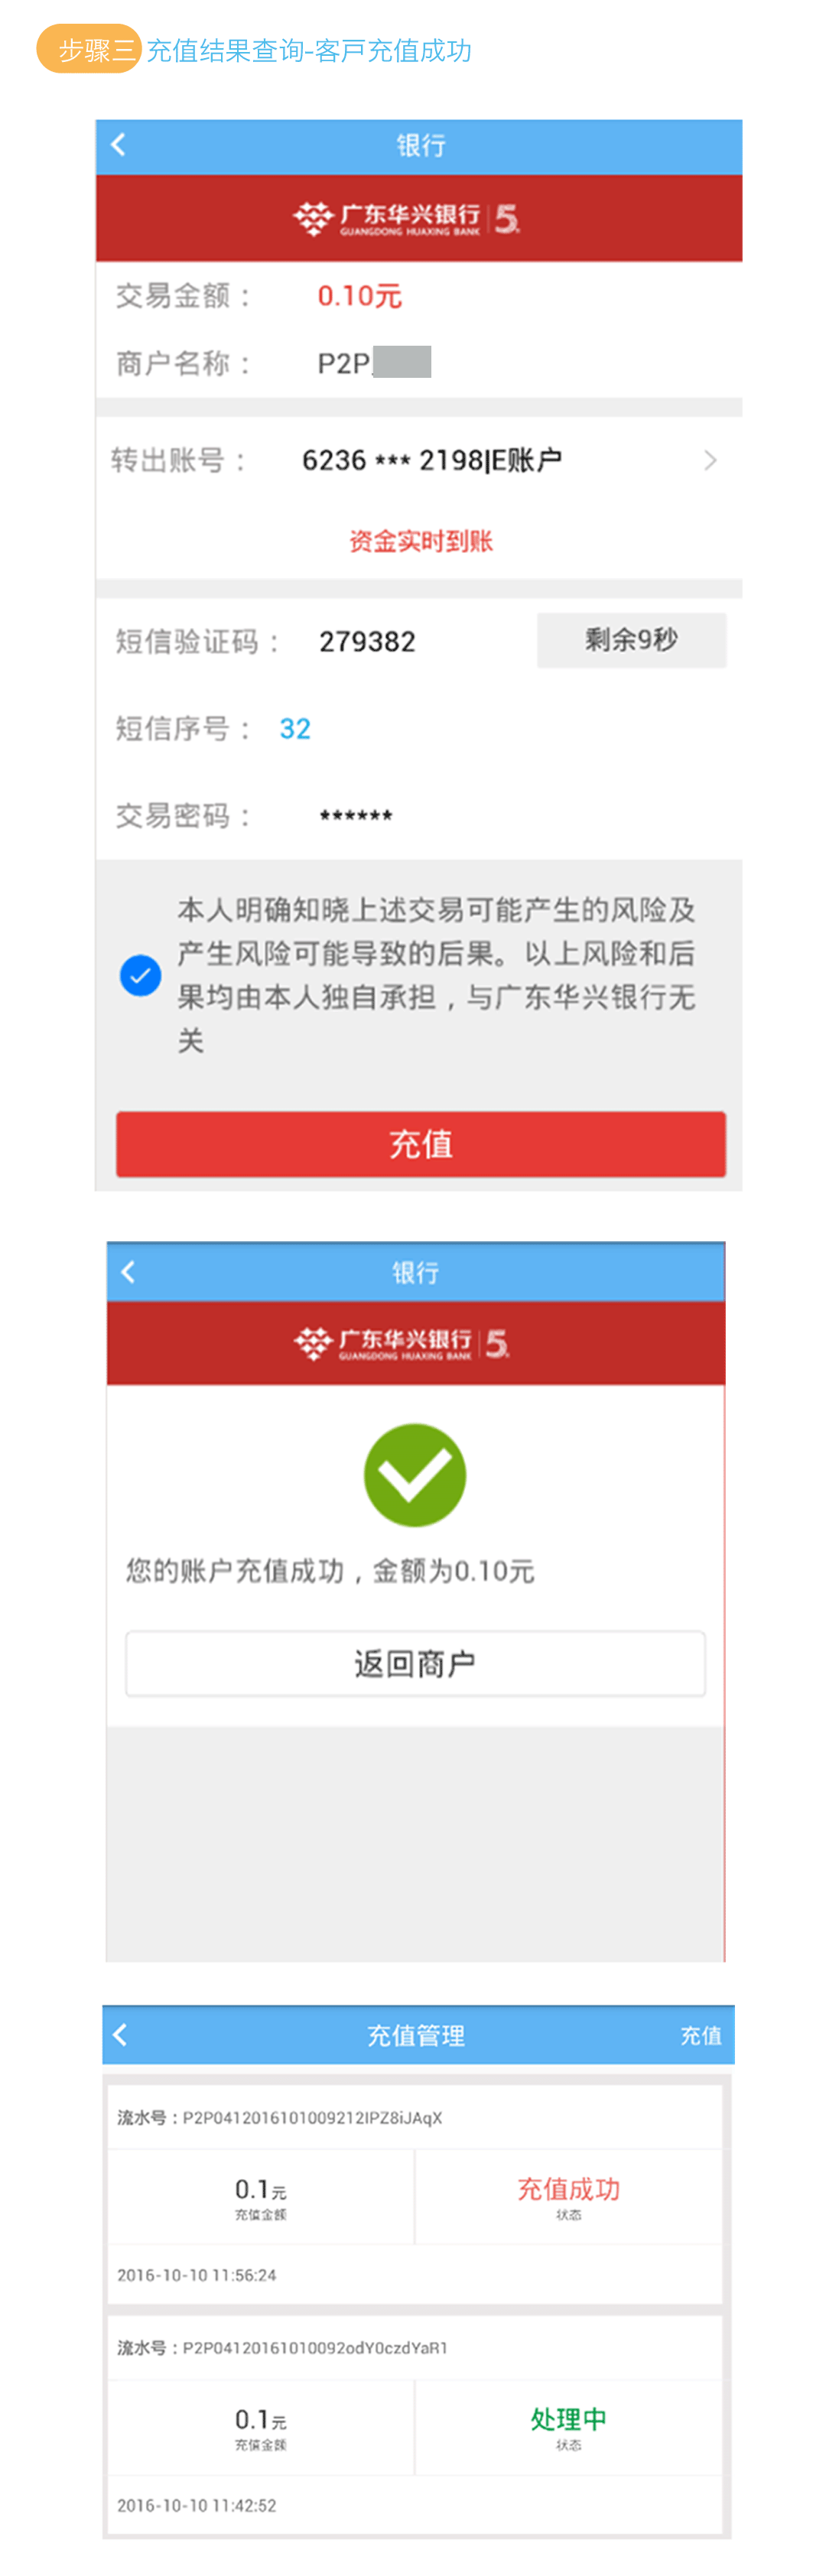 步骤三 充值结果查询-客户充值成功
银行
广东华兴银行 5
GUANGDONG HUAXING BANK
交易金额： 0.10元
商户名称： P2P
转出账号： 6236 *** 2198|E账户
资金实时到账
短信验证码： 279382 剩余9秒
短信序号： 32
交易密码： ******
本人明确知晓上述交易可能产生的风险及
产生风险可能导致的后果。以上风险和后
果均由本人独自承担，与广东华兴银行无
关
充值
银行
广东华兴银行 5
GUANGDONG HUAXING BANK
您的账户充值成功，金额为0.10元
返回商户
充值管理 充值
流水号：P2P0412016101009212IPZ8iJAqX
0.1元 充值成功
充值金额 状态
2016-10-10 11:56:24
流水号：P2P04120161010092odY0czdYaR1
0.1元 处理中
充值金额 状态
2016-10-10 11:42:52